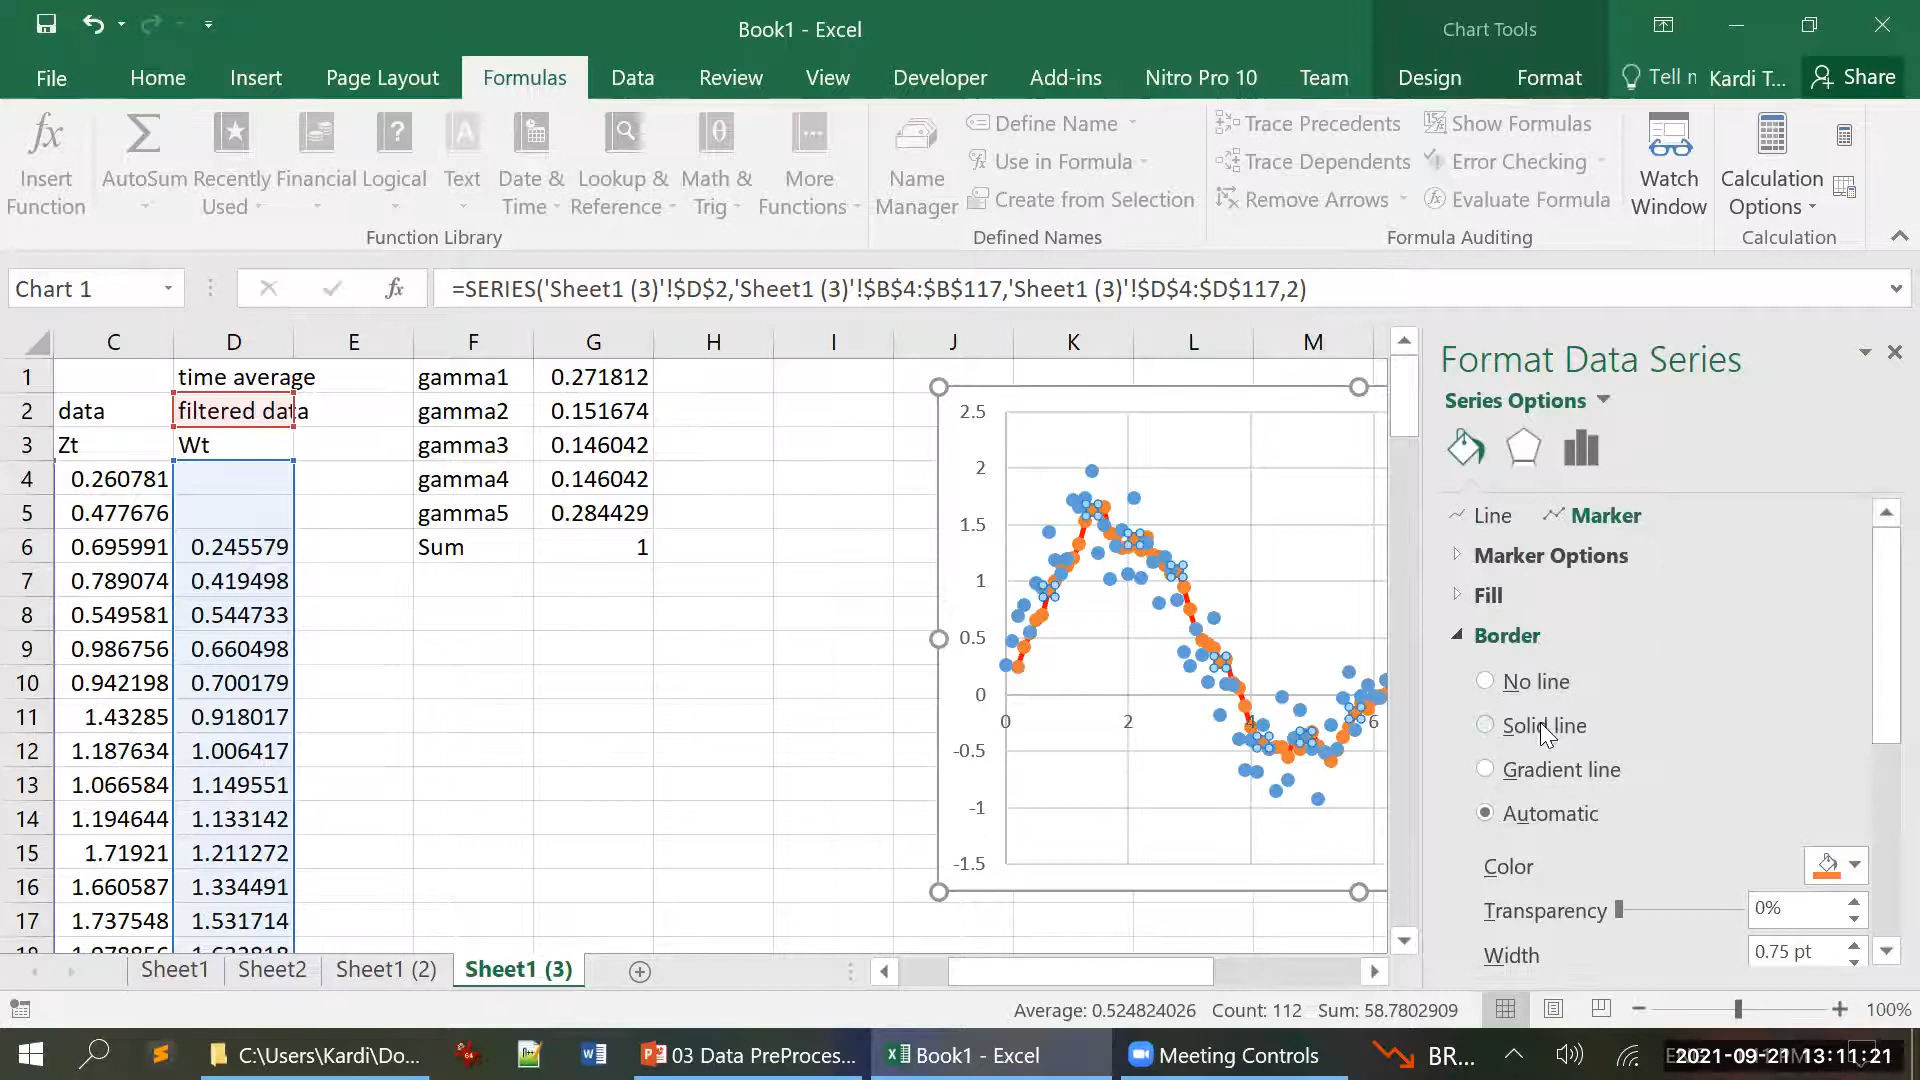 Book1 - Excel
Chart Tools
File Home Insert Page Layout Formulas Data Review View Developer Add-ins Nitro Pro 10 Team Design Format Tell Kardi T... Share
Insert Function
AutoSum
Recently Used
Financial
Logical
Text
Date & Time
Lookup & Reference
Math & Trig
More Functions
Function Library
Name Manager
Define Name
Use in Formula
Create from Selection
Defined Names
Trace Precedents
Trace Dependents
Remove Arrows
Show Formulas
Error Checking
Evaluate Formula
Formula Auditing
Watch Window
Calculation Options
Calculation
Chart 1
fx
=SERIES('Sheet1 (3)'!$D$2,'Sheet1 (3)'!$B$4:$B$117,'Sheet1 (3)'!$D$4:$D$117,2)
C D E F G H I J K L M
1 time average gamma1 0.271812
2 data filtered data gamma2 0.151674
3 Zt Wt gamma3 0.146042
4 0.260781 gamma4 0.146042
5 0.477676 gamma5 0.284429
6 0.695991 0.245579 Sum 1
7 0.789074 0.419498
8 0.549581 0.544733
9 0.986756 0.660498
10 0.942198 0.700179
11 1.43285 0.918017
12 1.187634 1.006417
13 1.066584 1.149551
14 1.194644 1.133142
15 1.71921 1.211272
16 1.660587 1.334491
17 1.737548 1.531714
2.5
2
1.5
1
0.5
0
0 2 4 6
-0.5
-1
-1.5
Format Data Series
Series Options
Line Marker
Marker Options
Fill
Border
No line
Solid line
Gradient line
Automatic
Color
Transparency 0%
Width 0.75 pt
Sheet1 Sheet2 Sheet1 (2) Sheet1 (3)
Average: 0.524824026 Count: 112 Sum: 58.7802909 100%
C:\Users\Kardi\Do... 03 Data PreProces... Book1 - Excel Meeting Controls BR... 2021-09-21 13:11:21